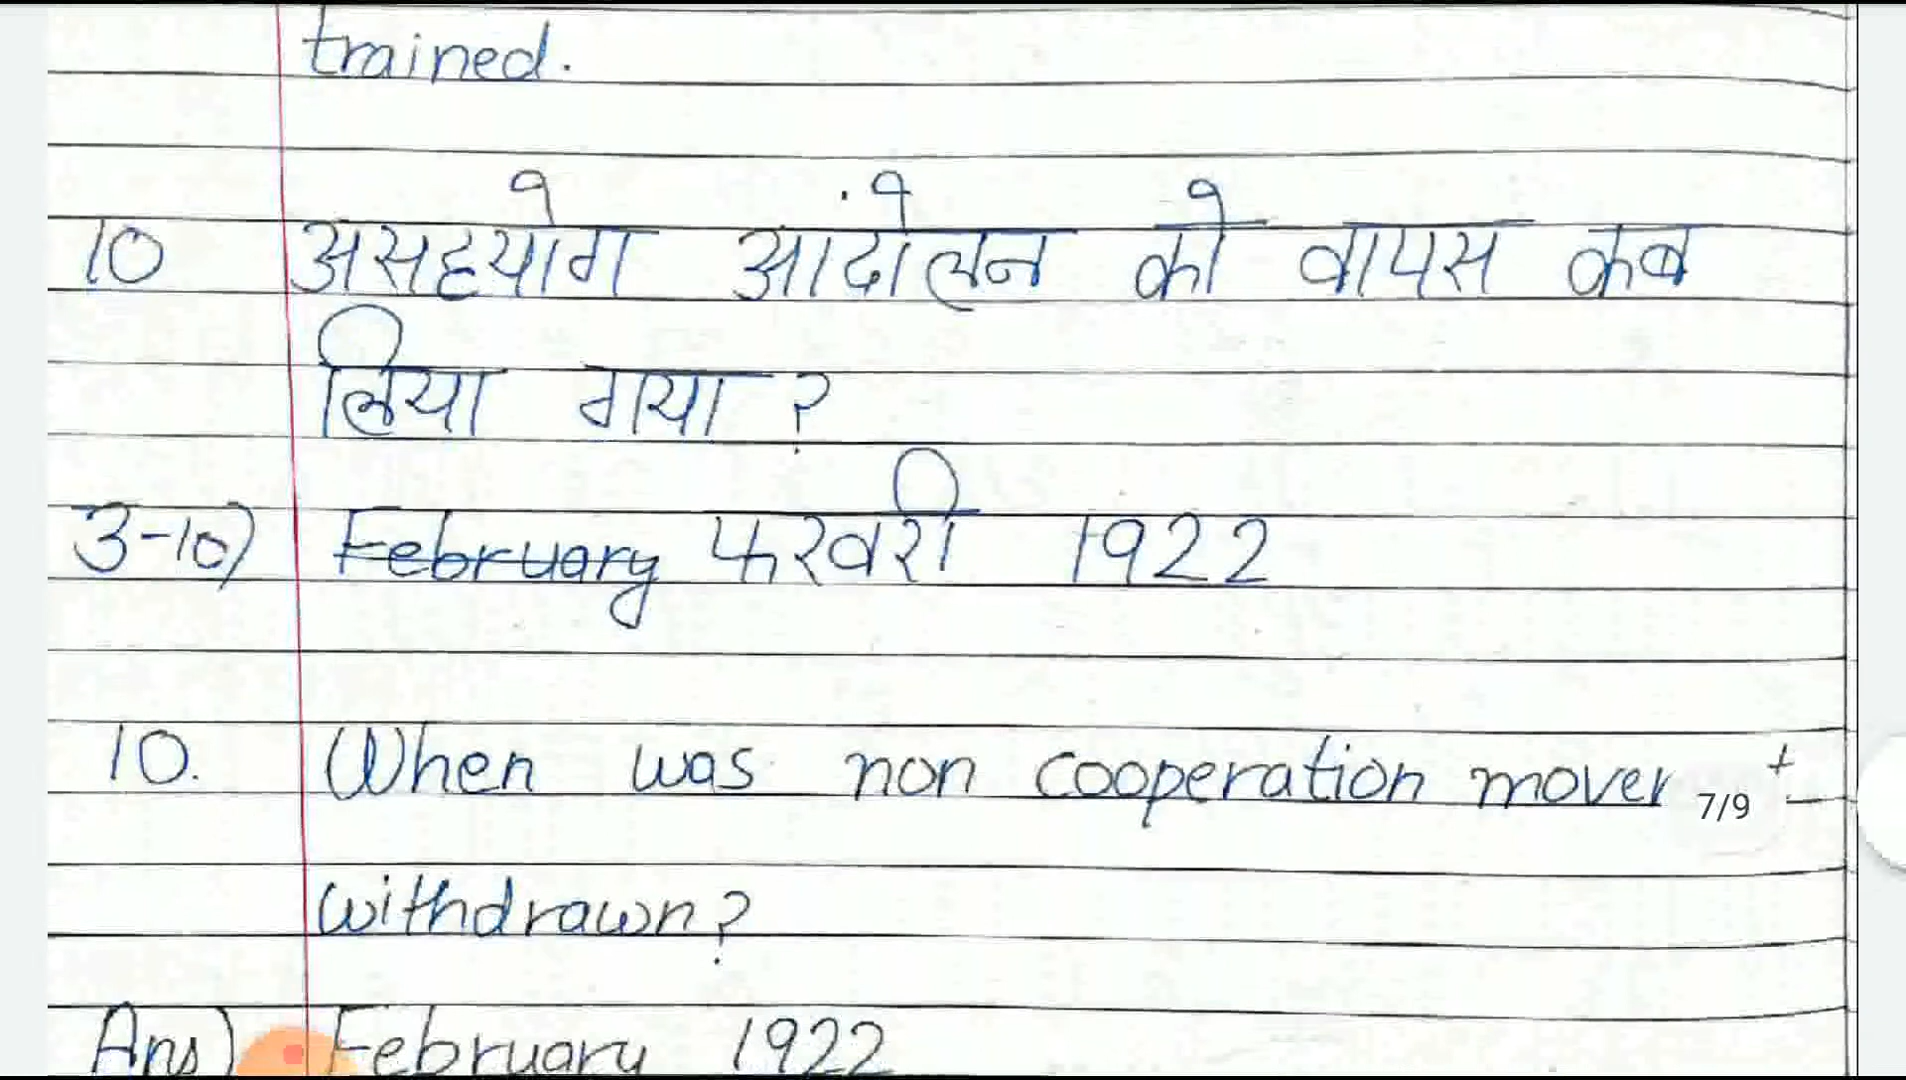 trained.
10 असहयोग आंदोलन को वापस कब
लिया गया ?
उ-10) February फरवरी 1922
10. When was non cooperation mover
7/9
withdrawn?
Ans) February 1922